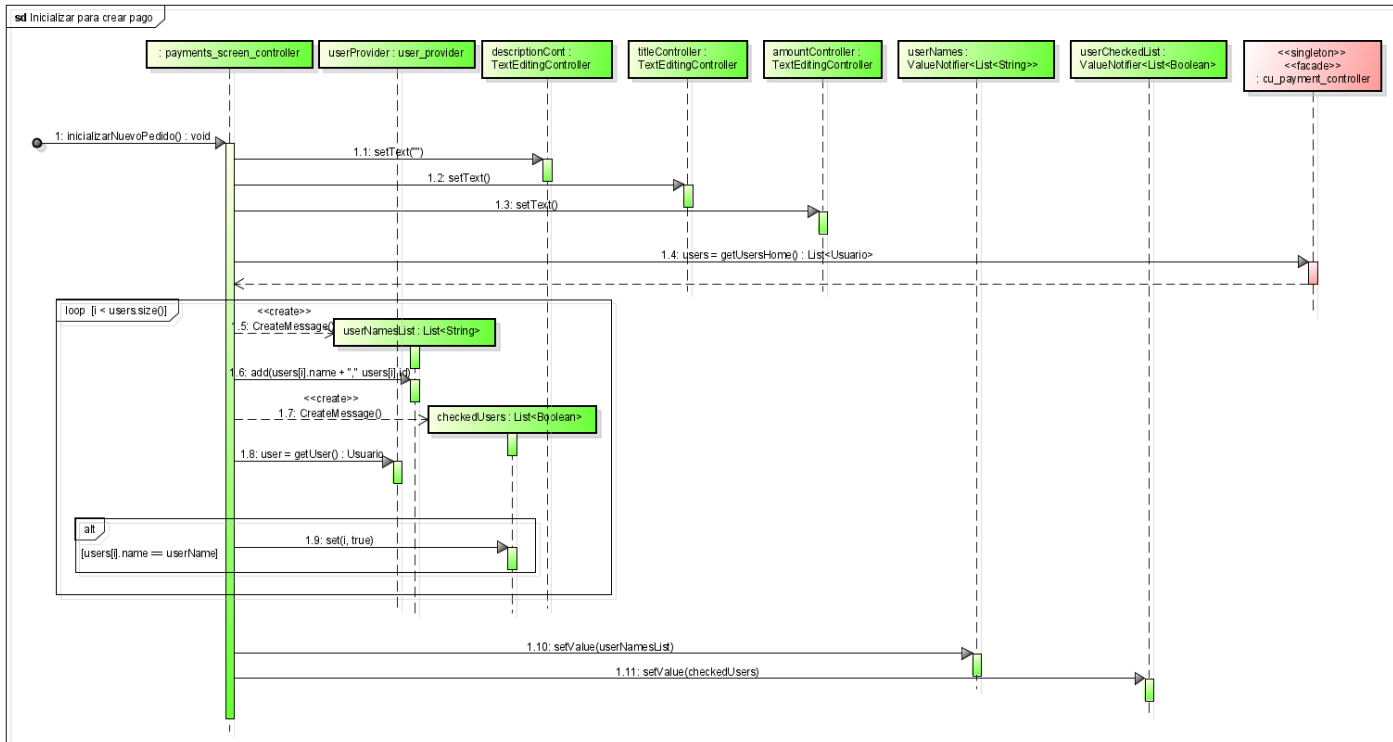 sd Inicializar para crear pago
: payments_screen_controller
userProvider : user_provider
descriptionCont :
TextEditingController
titleController :
TextEditingController
amountController :
TextEditingController
userNames :
ValueNotifier<List<String>>
userCheckedList :
ValueNotifier<List<Boolean>
<<singleton>>
<<facade>>
: cu_payment_controller
1: inicializarNuevoPedido() : void
1.1: setText("")
1.2: setText()
1.3: setText()
1.4: users = getUsersHome() : List<Usuario>
loop [i < users.size()]
<<create>>
1.5: CreateMessage()
userNamesList : List<String>
1.6: add(users[i].name + "," users[i].id)
<<create>>
1.7: CreateMessage()
checkedUsers : List<Boolean>
1.8: user = getUser() : Usuario
alt
1.9: set(i, true)
[users[i].name == userName]
1.10: setValue(userNamesList)
1.11: setValue(checkedUsers)